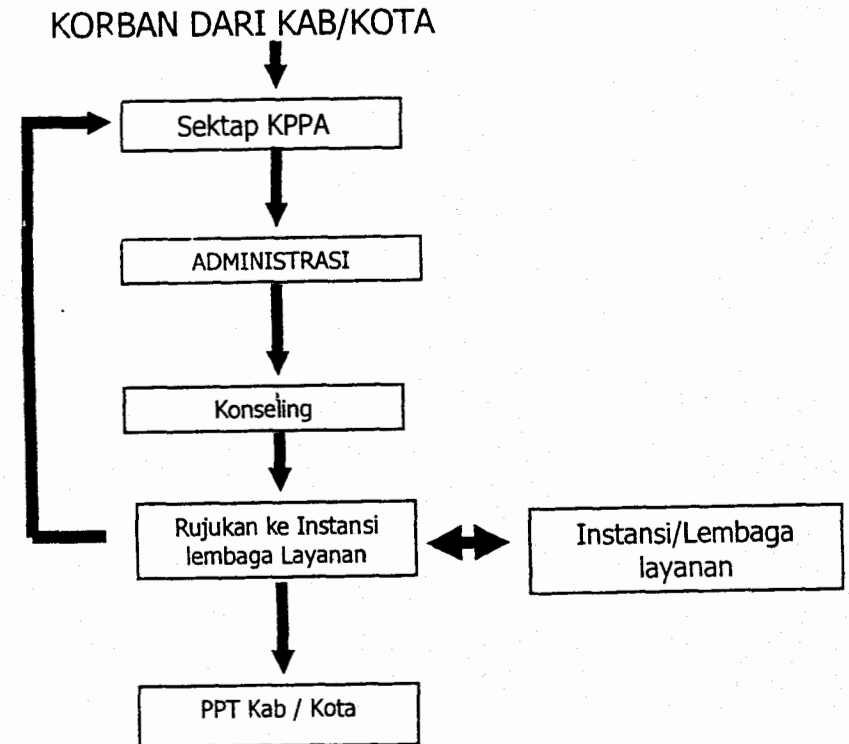 KORBAN DARI KAB/KOTA
Sektap KPPA
ADMINISTRASI
Konseling
Rujukan ke Instansi
lembaga Layanan
Instansi/Lembaga
layanan
PPT Kab / Kota